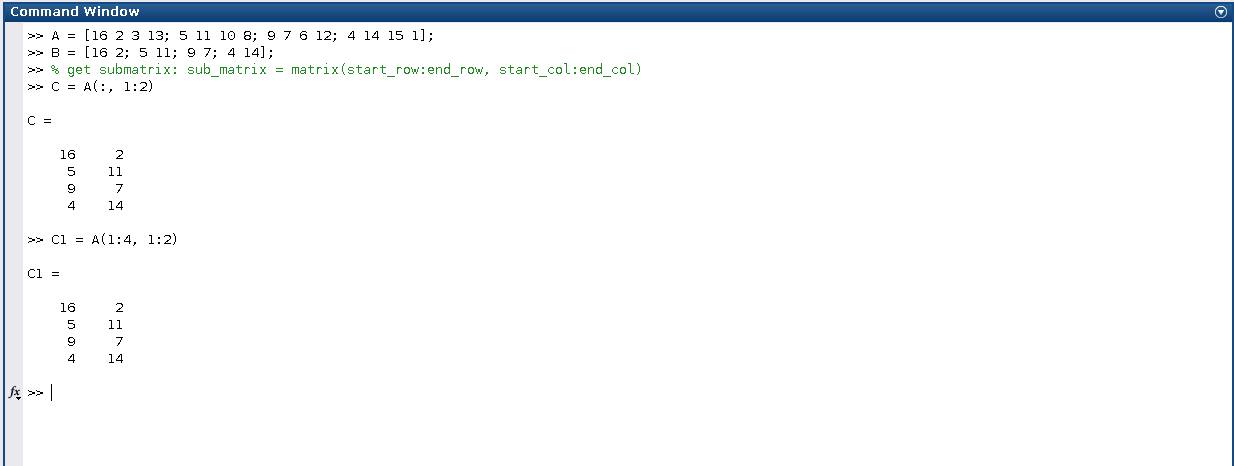 Command Window
>> A = [16 2 3 13; 5 11 10 8; 9 7 6 12; 4 14 15 1];
>> B = [16 2; 5 11; 9 7; 4 14];
>> % get submatrix: sub_matrix = matrix(start_row:end_row, start_col:end_col)
>> C = A(:, 1:2)
C =
16 2
5 11
9 7
4 14
>> C1 = A(1:4, 1:2)
C1 =
16 2
5 11
9 7
4 14
fx >>